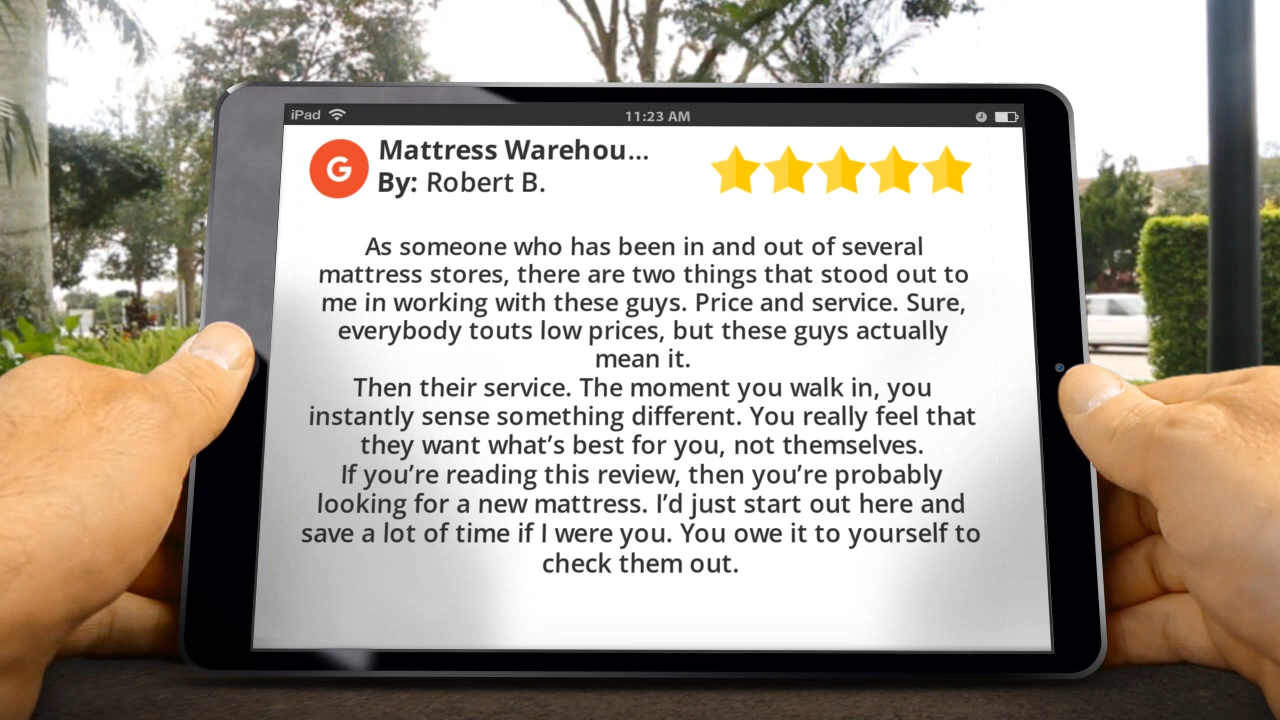 iPad 11:23 AM
G
Mattress Warehou...
By: Robert B.
As someone who has been in and out of several
mattress stores, there are two things that stood out to
me in working with these guys. Price and service. Sure,
everybody touts low prices, but these guys actually
mean it.
Then their service. The moment you walk in, you
instantly sense something different. You really feel that
they want what’s best for you, not themselves.
If you’re reading this review, then you’re probably
looking for a new mattress. I’d just start out here and
save a lot of time if I were you. You owe it to yourself to
check them out.